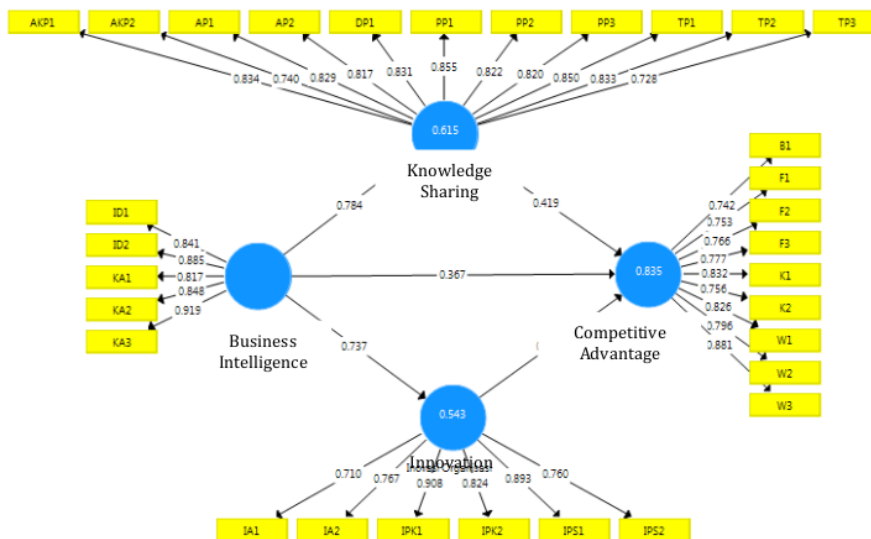 AKP1 AKP2 AP1 AP2 DP1 PP1 PP2 PP3 TP1 TP2 TP3
0.834 0.740 0.829 0.817 0.831 0.855 0.822 0.820 0.850 0.833 0.728
0.615
Knowledge
Sharing
0.784
0.419
ID1
ID2
KA1
KA2
KA3
0.841
0.885
0.817
0.848
0.919
Business
Intelligence
0.367
0.835
Competitive
Advantage
B1
F1
F2
F3
K1
K2
W1
W2
W3
0.742
0.753
0.766
0.777
0.832
0.756
0.826
0.796
0.881
0.737
0.543
Innovation
0.710 0.767 0.908 0.824 0.893 0.760
IA1 IA2 IPK1 IPK2 IPS1 IPS2